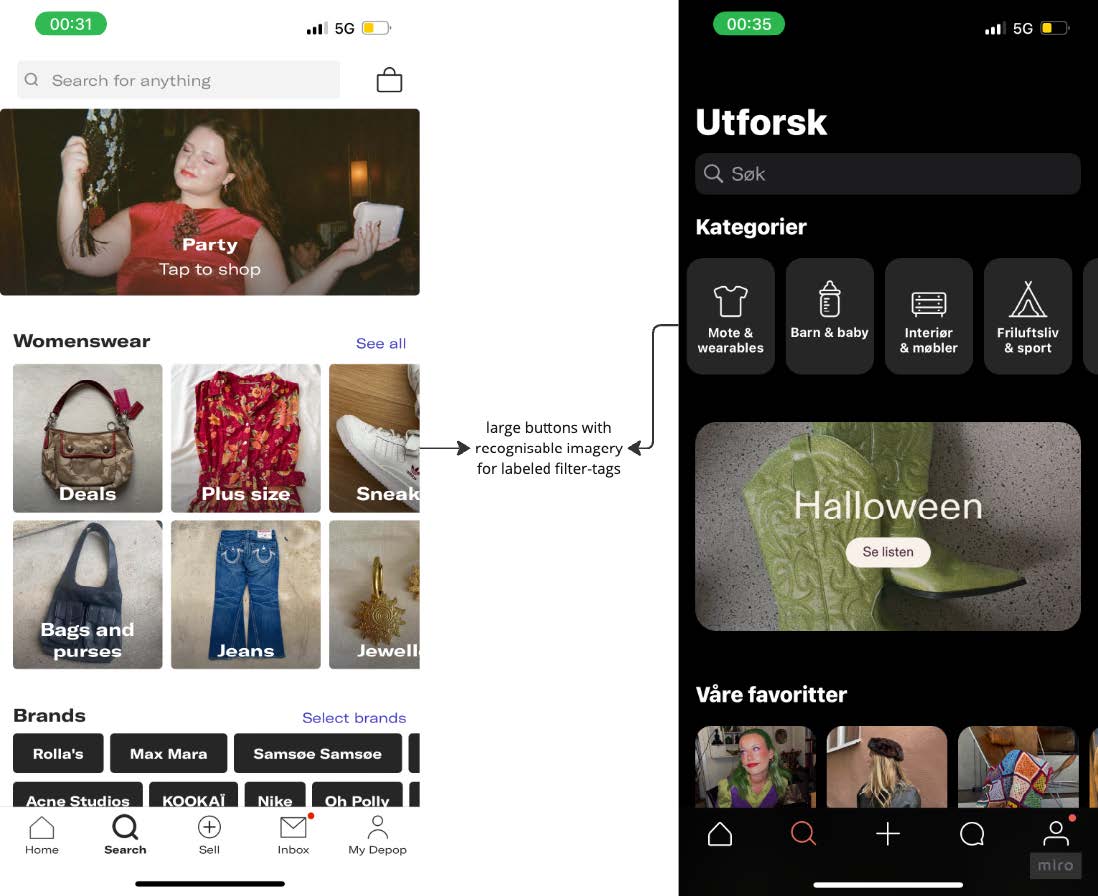 00:31
5G
Search for anything
Party
Tap to shop
Womenswear
See all
Deals
Plus size
Sneak
Bags and
purses
Jeans
Jewell
Brands
Select brands
Rolla's
Max Mara
Samsøe Samsøe
Acne Studios
KOOKAÏ
Nike
Oh Polly
Home
Search
Sell
Inbox
My Depop
large buttons with
recognisable imagery
for labeled filter-tags
00:35
5G
Utforsk
Søk
Kategorier
Mote &
wearables
Barn & baby
Interiør
& møbler
Friluftsliv
& sport
Halloween
Se listen
Våre favoritter
miro